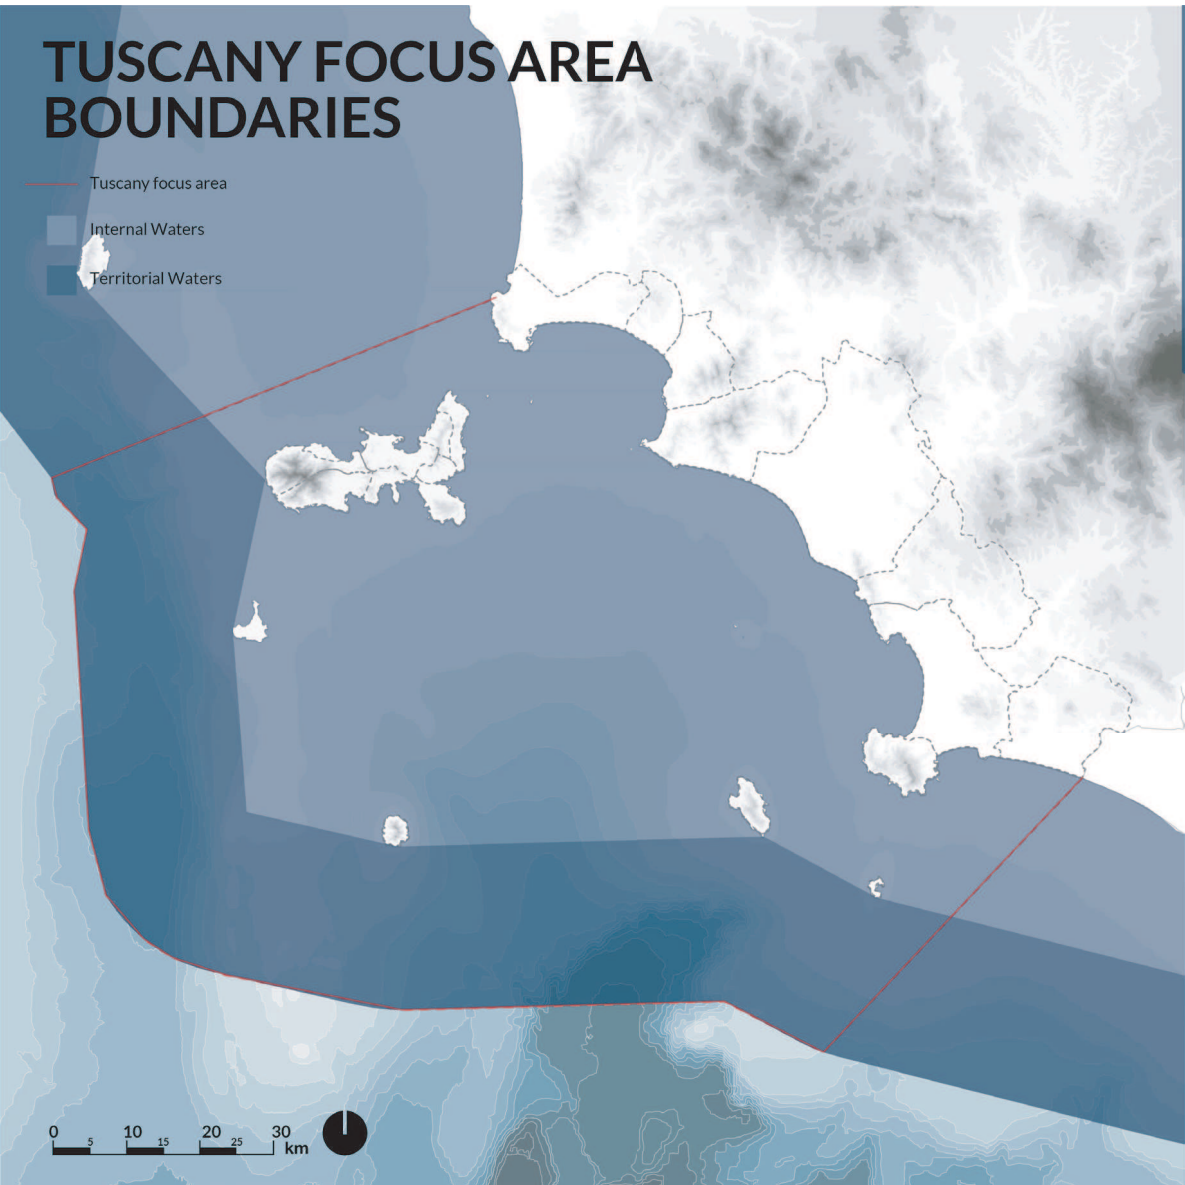 TUSCANY FOCUS AREA
BOUNDARIES
Tuscany focus area
Internal Waters
Territorial Waters
0 5 10 15 20 25 30
km